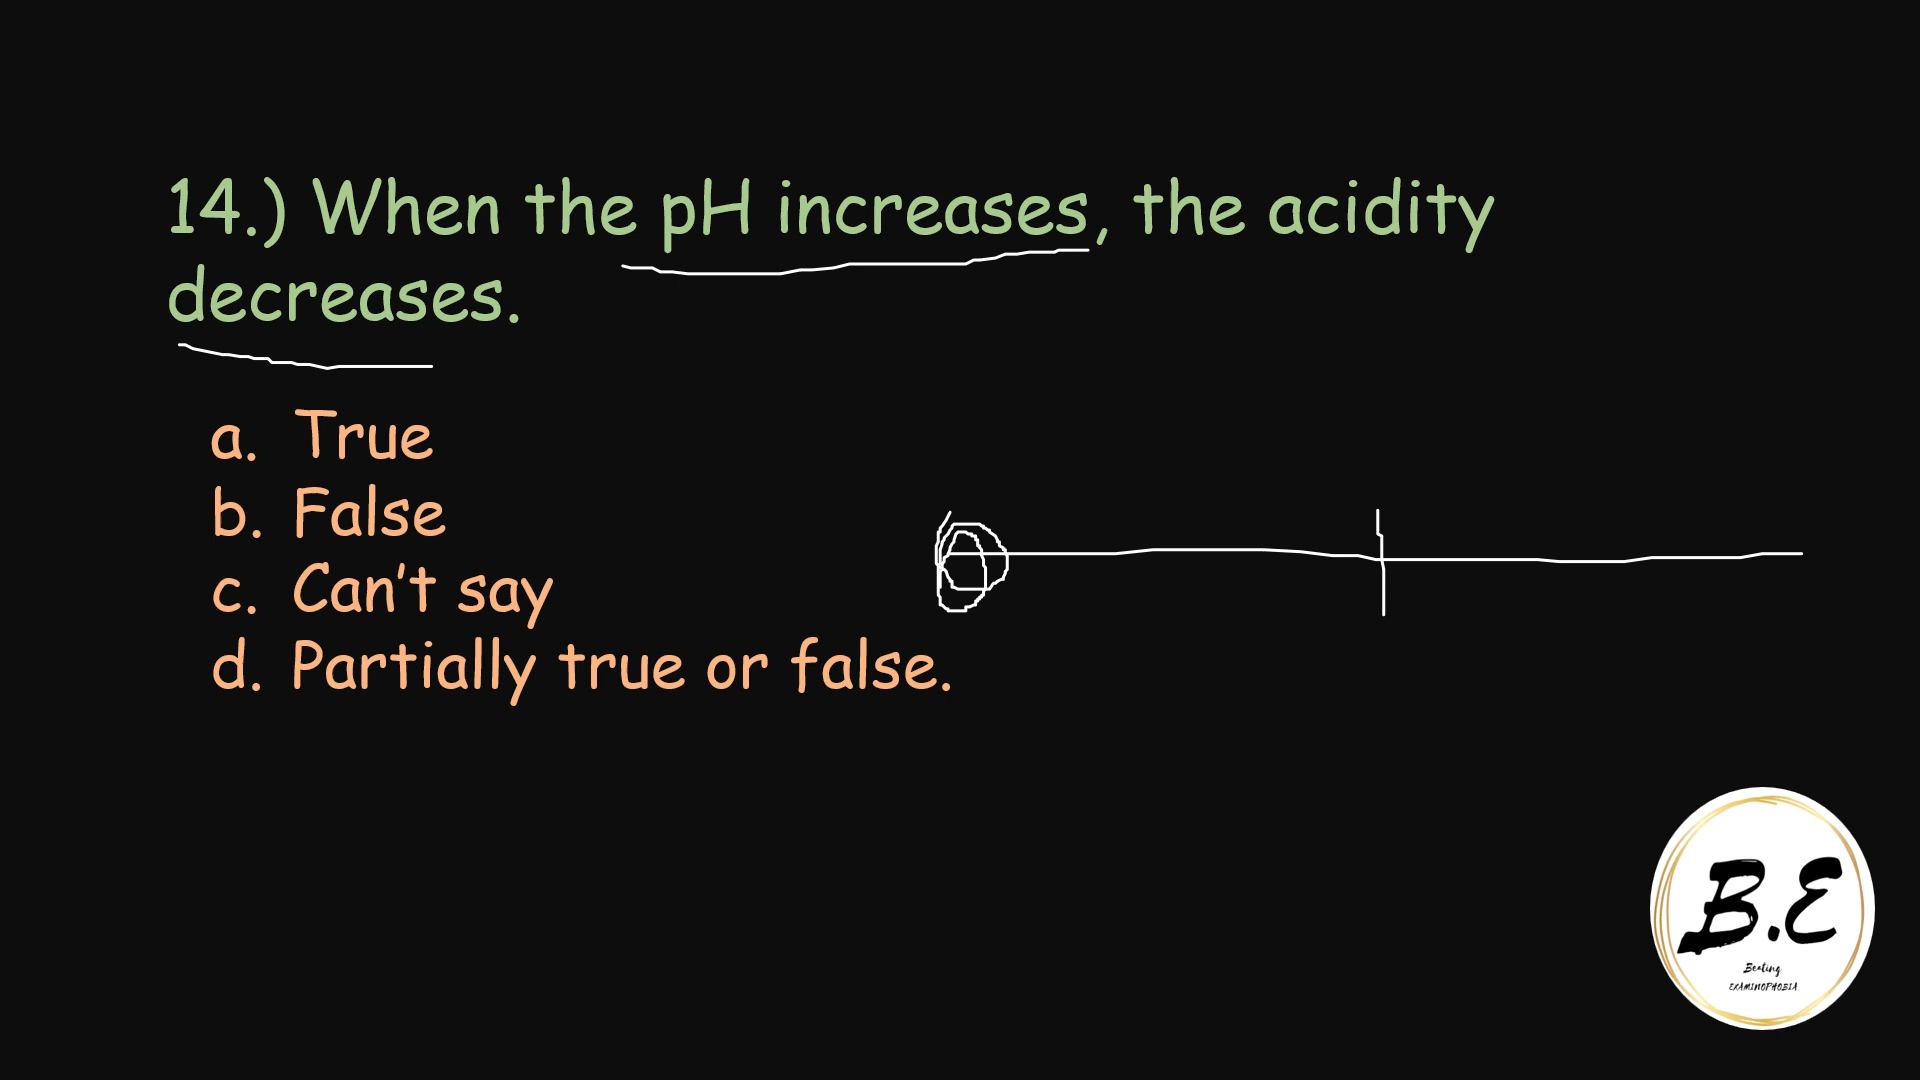 14.) When the pH increases, the acidity
decreases.
a. True
b. False
c. Can't say
d. Partially true or false.
B.E
Beating
EXAMINOPHOBIA